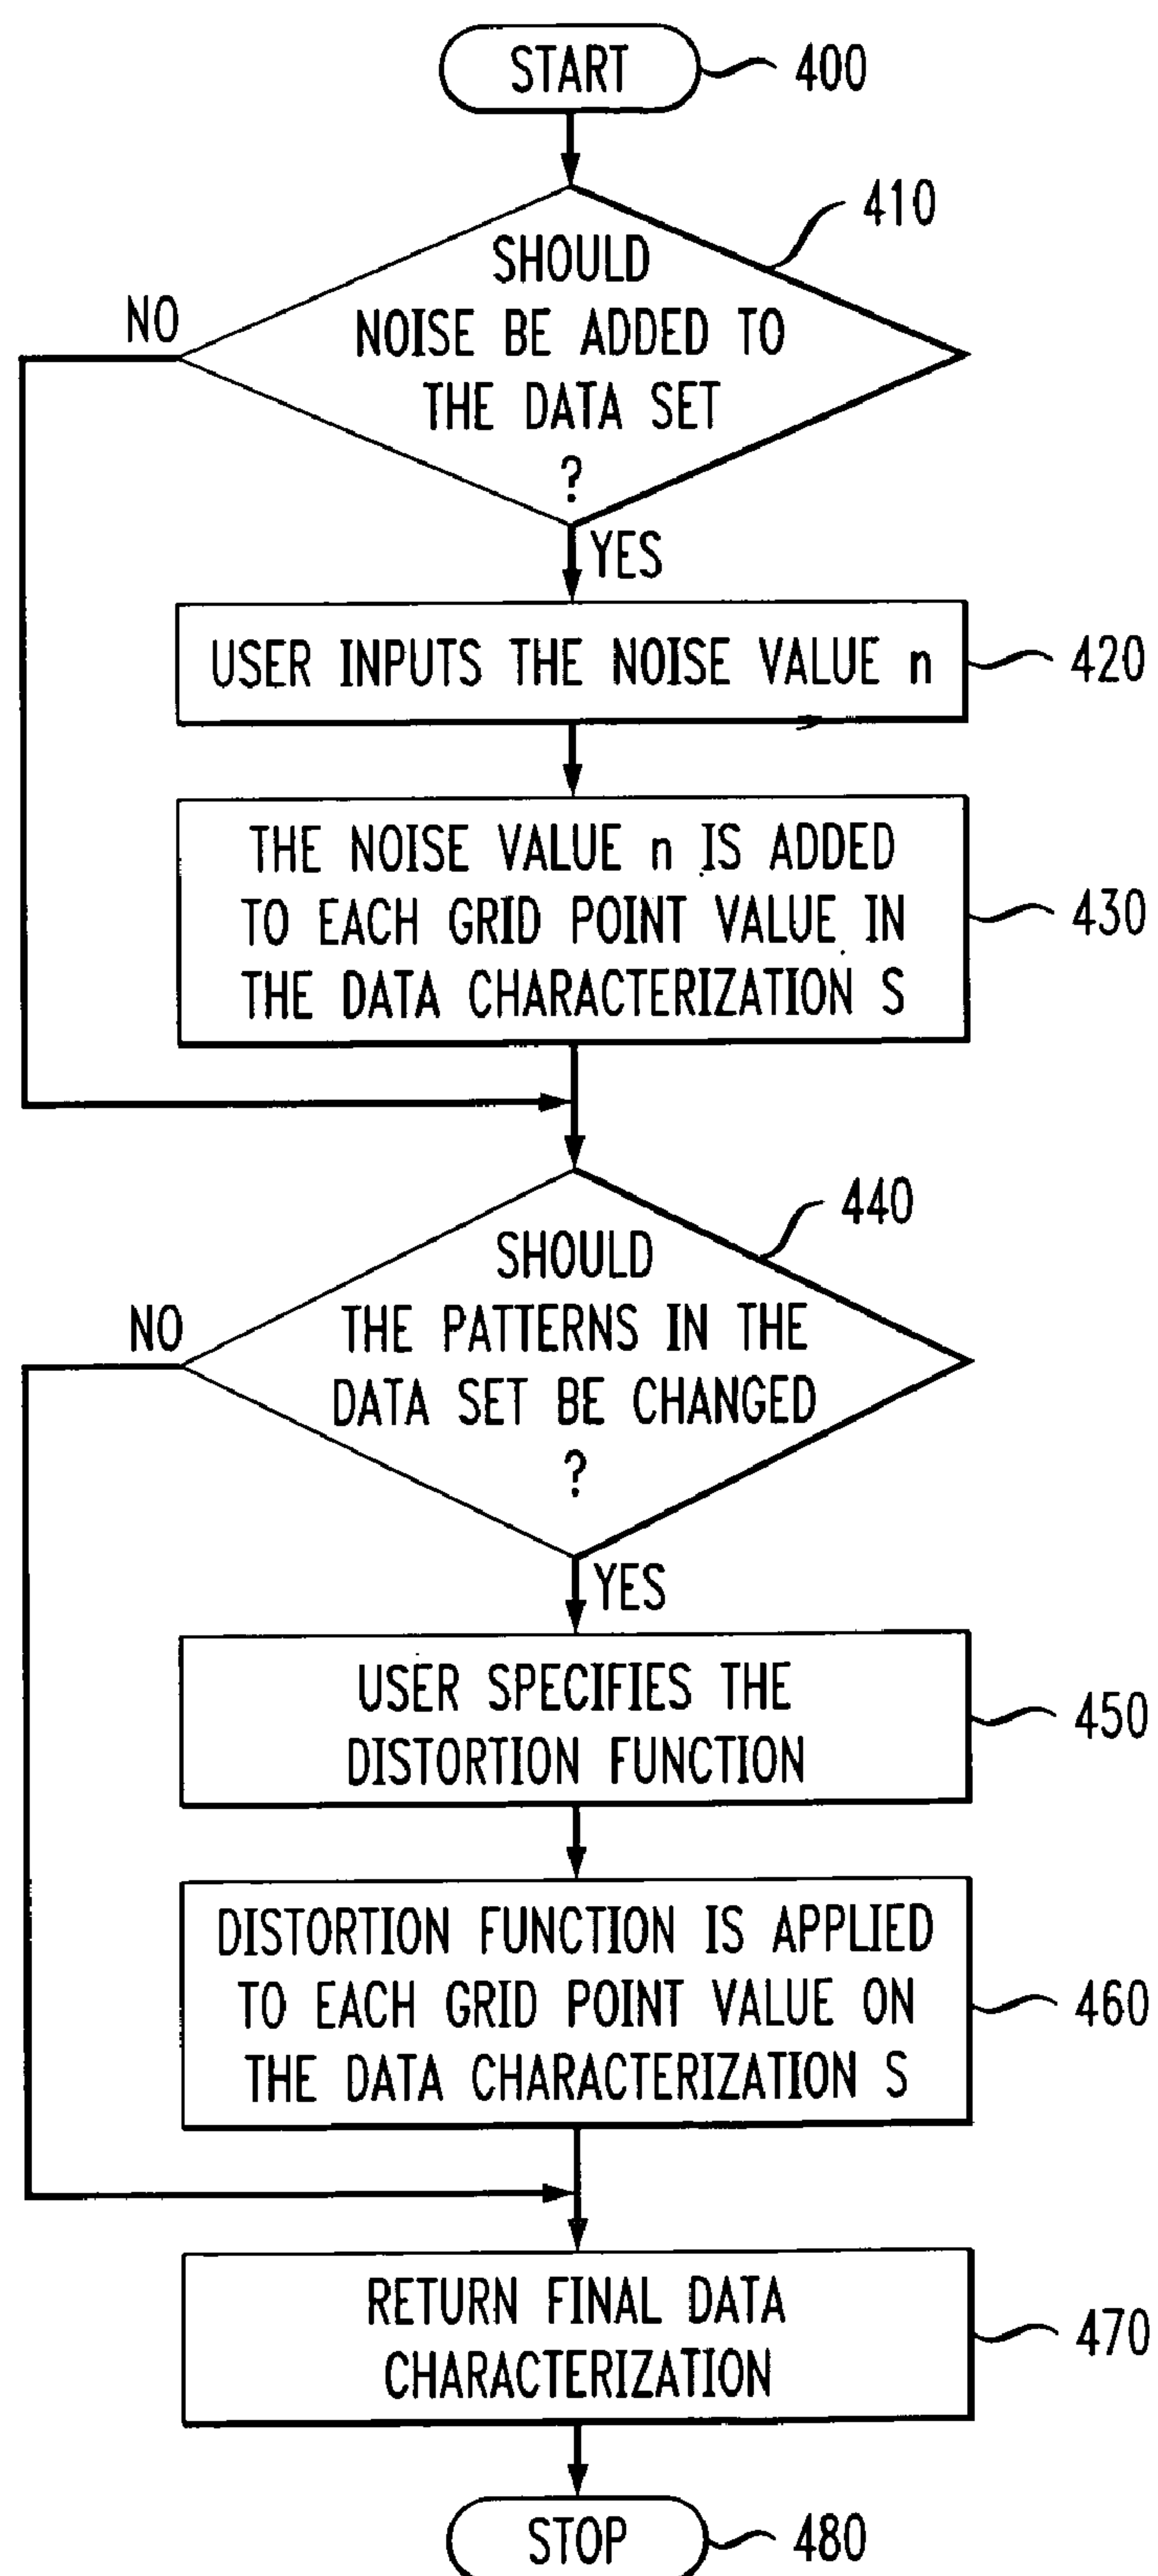 START
400
410
SHOULD
NOISE BE ADDED TO
THE DATA SET
?
NO
YES
USER INPUTS THE NOISE VALUE n
420
THE NOISE VALUE n IS ADDED
TO EACH GRID POINT VALUE IN
THE DATA CHARACTERIZATION S
430
440
SHOULD
THE PATTERNS IN THE
DATA SET BE CHANGED
?
NO
YES
USER SPECIFIES THE
DISTORTION FUNCTION
450
DISTORTION FUNCTION IS APPLIED
TO EACH GRID POINT VALUE ON
THE DATA CHARACTERIZATION S
460
RETURN FINAL DATA
CHARACTERIZATION
470
STOP
480